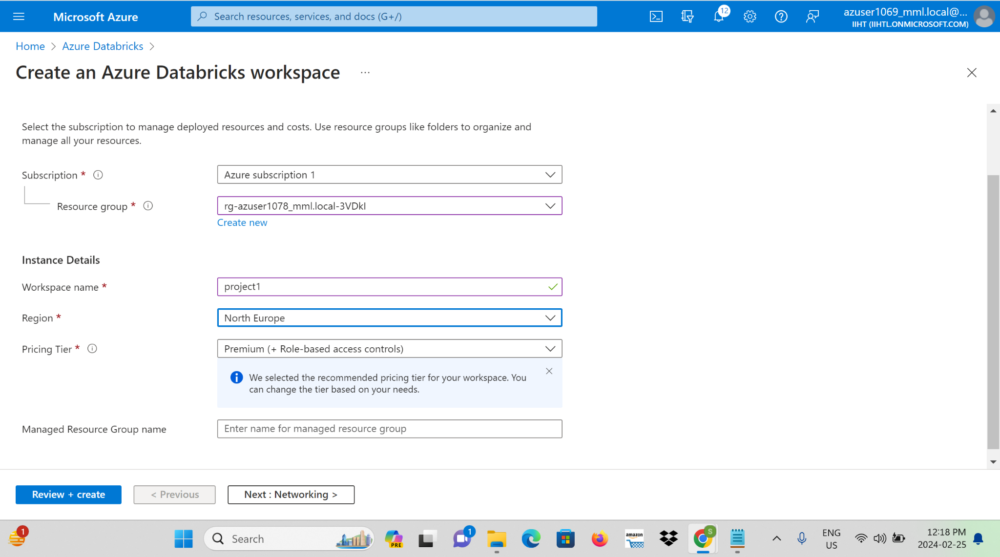 Microsoft Azure
Search resources, services, and docs (G+/)
12
azuser1069_mml.local@...
IIHT (IIHTL.ONMICROSOFT.COM)
Home > Azure Databricks >
Create an Azure Databricks workspace ...
Select the subscription to manage deployed resources and costs. Use resource groups like folders to organize and
manage all your resources.
Subscription *
Azure subscription 1
Resource group *
rg-azuser1078_mml.local-3VDkI
Create new
Instance Details
Workspace name *
project1
Region *
North Europe
Pricing Tier *
Premium (+ Role-based access controls)
We selected the recommended pricing tier for your workspace. You
can change the tier based on your needs.
Managed Resource Group name
Enter name for managed resource group
Review + create
< Previous
Next : Networking >
1
Search
PRE
1
amazon
S
ENG
US
12:18 PM
2024-02-25